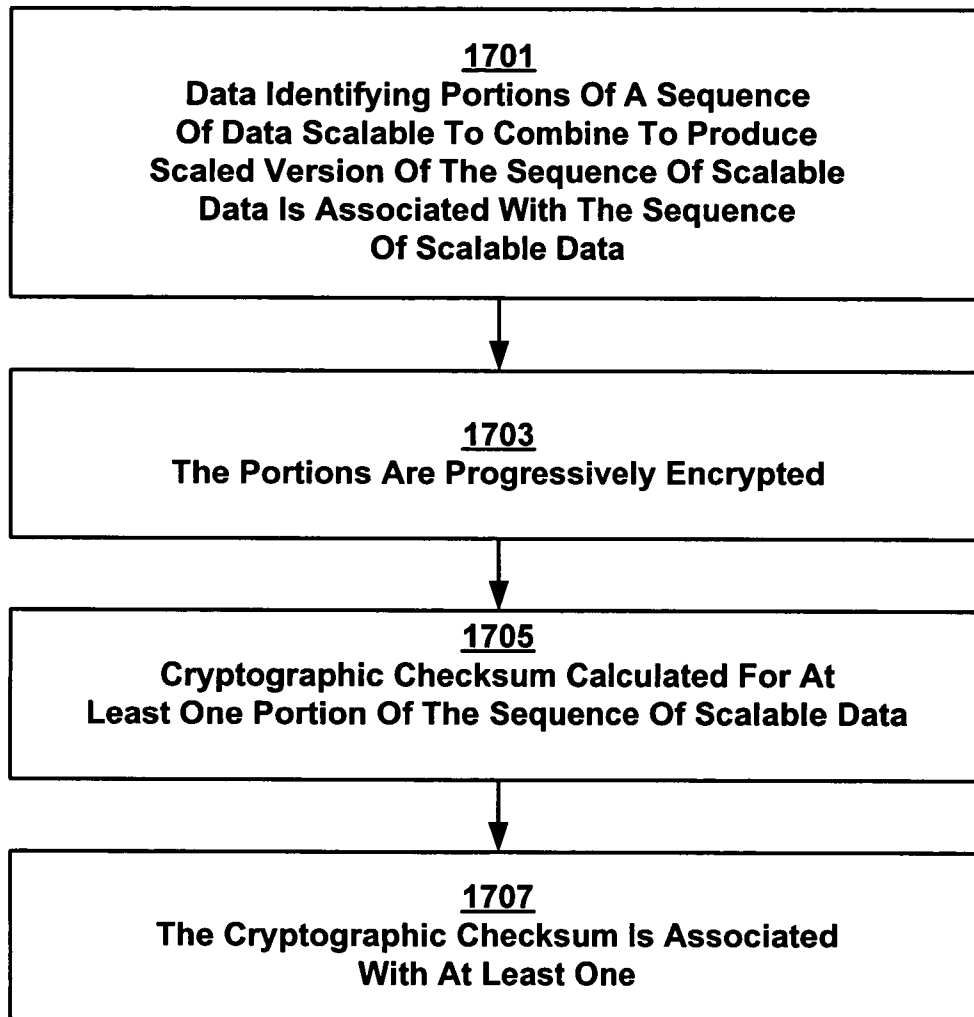 1701
Data Identifying Portions Of A Sequence
Of Data Scalable To Combine To Produce
Scaled Version Of The Sequence Of Scalable
Data Is Associated With The Sequence
Of Scalable Data
1703
The Portions Are Progressively Encrypted
1705
Cryptographic Checksum Calculated For At
Least One Portion Of The Sequence Of Scalable Data
1707
The Cryptographic Checksum Is Associated
With At Least One